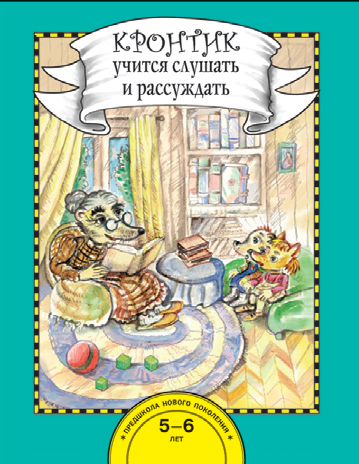 КРОНТИК
учится слушать
и рассуждать
ПРЕДШКОЛА НОВОГО ПОКОЛЕНИЯ
5–6
ЛЕТ